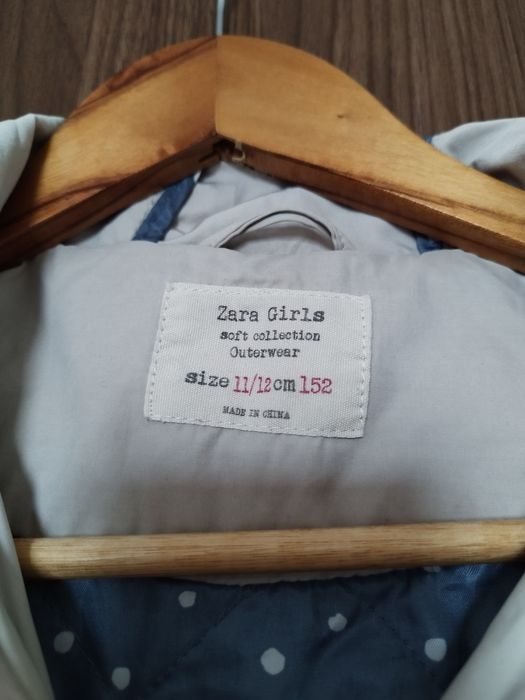 Zara Girls
soft collection
Outerwear
size 11/12 cm 152
MADE IN CHINA